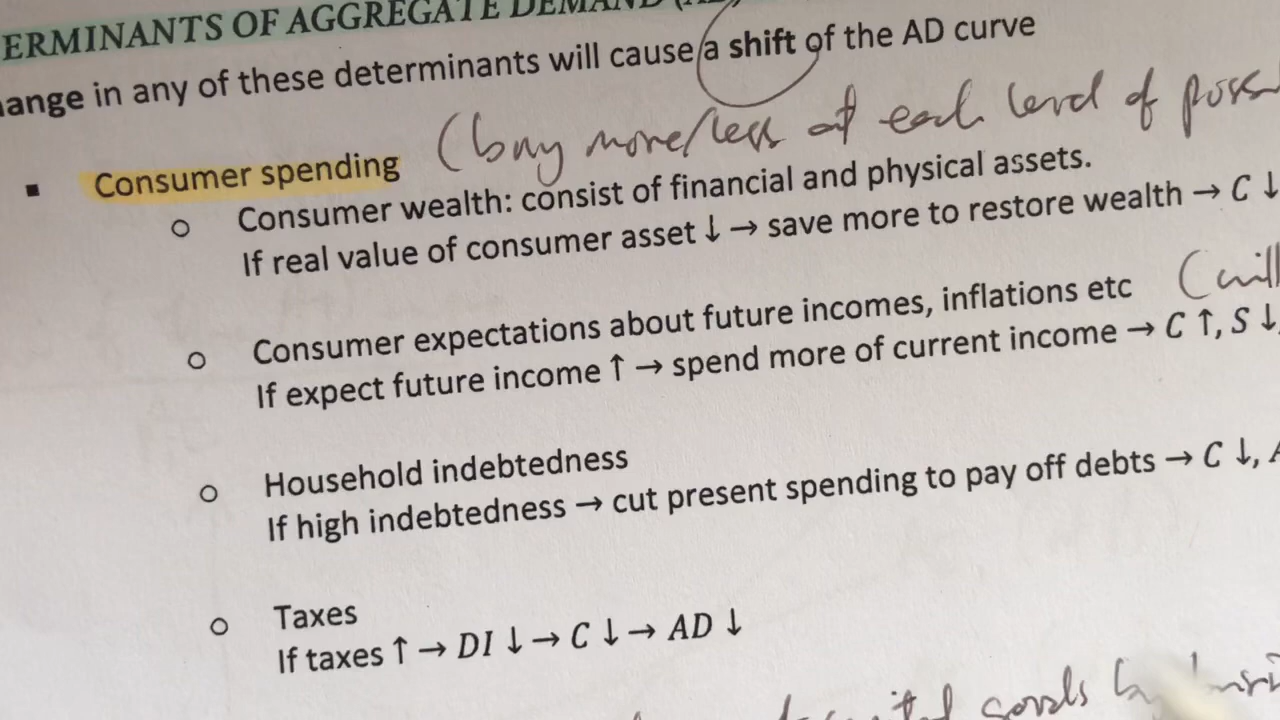 ERMINANTS OF AGGREGATE DEMAND
ange in any of these determinants will cause a shift of the AD curve
(buy more/less at each level of
▪ Consumer spending
o Consumer wealth: consist of financial and physical assets.
If real value of consumer asset ↓ → save more to restore wealth → C ↓
(will
o Consumer expectations about future incomes, inflations etc
If expect future income ↑ → spend more of current income → C ↑, S ↓,
o Household indebtedness
If high indebtedness → cut present spending to pay off debts → C ↓, A
o Taxes
If taxes ↑ → DI ↓ → C ↓ → AD ↓
goods